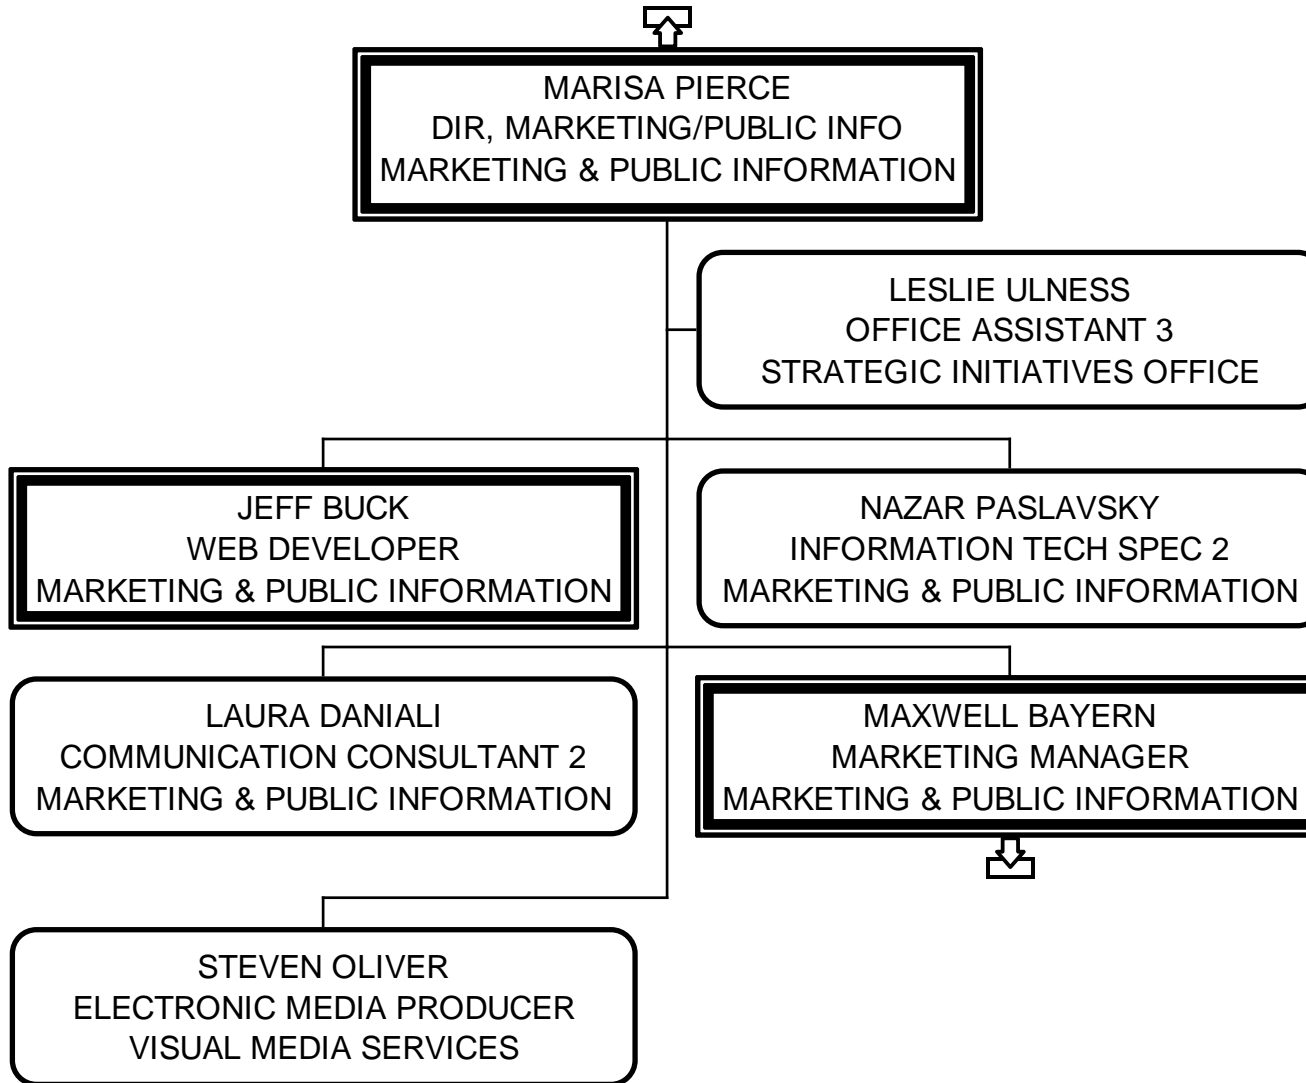 MARISA PIERCE
DIR, MARKETING/PUBLIC INFO
MARKETING & PUBLIC INFORMATION
LESLIE ULNESS
OFFICE ASSISTANT 3
STRATEGIC INITIATIVES OFFICE
JEFF BUCK
WEB DEVELOPER
MARKETING & PUBLIC INFORMATION
NAZAR PASLAVSKY
INFORMATION TECH SPEC 2
MARKETING & PUBLIC INFORMATION
LAURA DANIALI
COMMUNICATION CONSULTANT 2
MARKETING & PUBLIC INFORMATION
MAXWELL BAYERN
MARKETING MANAGER
MARKETING & PUBLIC INFORMATION
STEVEN OLIVER
ELECTRONIC MEDIA PRODUCER
VISUAL MEDIA SERVICES